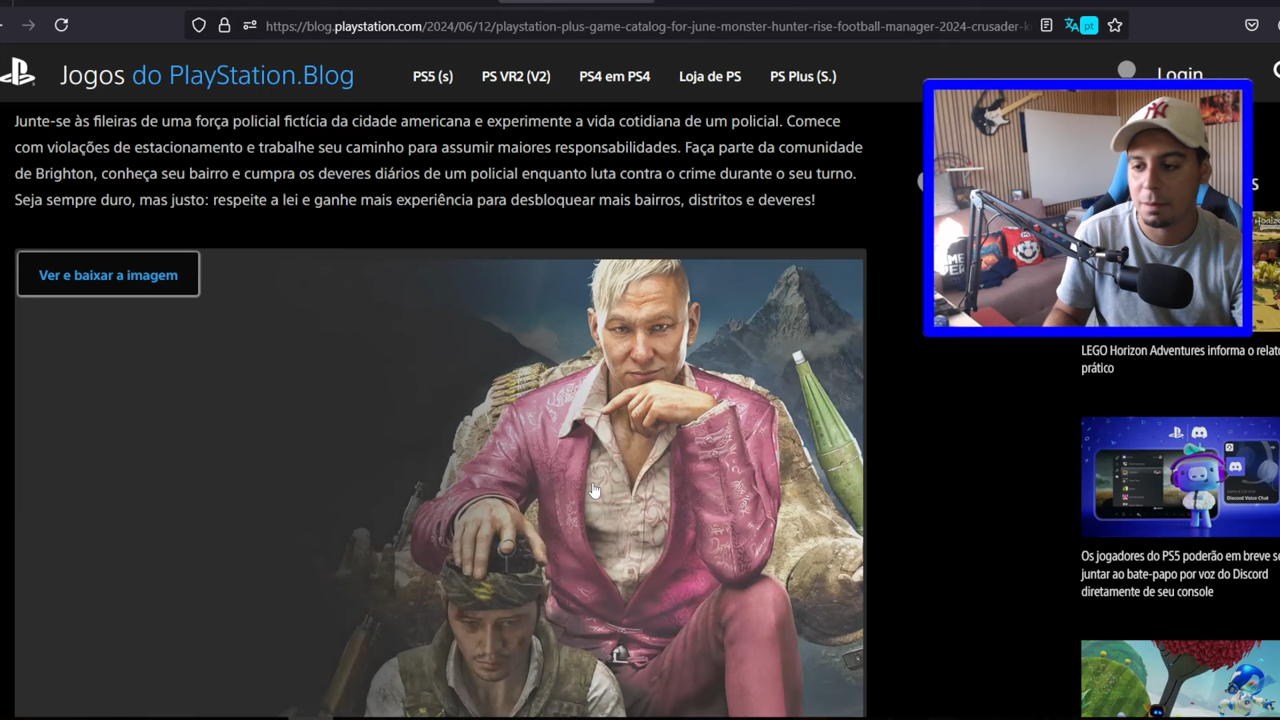 https://blog.playstation.com/2024/06/12/playstation-plus-game-catalog-for-june-monster-hunter-rise-football-manager-2024-crusader-k
pt
Jogos do PlayStation.Blog
PS5 (s)
PS VR2 (V2)
PS4 em PS4
Loja de PS
PS Plus (S.)
Login
Junte-se às fileiras de uma força policial fictícia da cidade americana e experimente a vida cotidiana de um policial. Comece
com violações de estacionamento e trabalhe seu caminho para assumir maiores responsabilidades. Faça parte da comunidade
de Brighton, conheça seu bairro e cumpra os deveres diários de um policial enquanto luta contra o crime durante o seu turno.
Seja sempre duro, mas justo: respeite a lei e ganhe mais experiência para desbloquear mais bairros, distritos e deveres!
Ver e baixar a imagem
LEGO Horizon Adventures informa o relat
prático
Discord Voice Chat
Os jogadores do PS5 poderão em breve s
juntar ao bate-papo por voz do Discord
diretamente de seu console